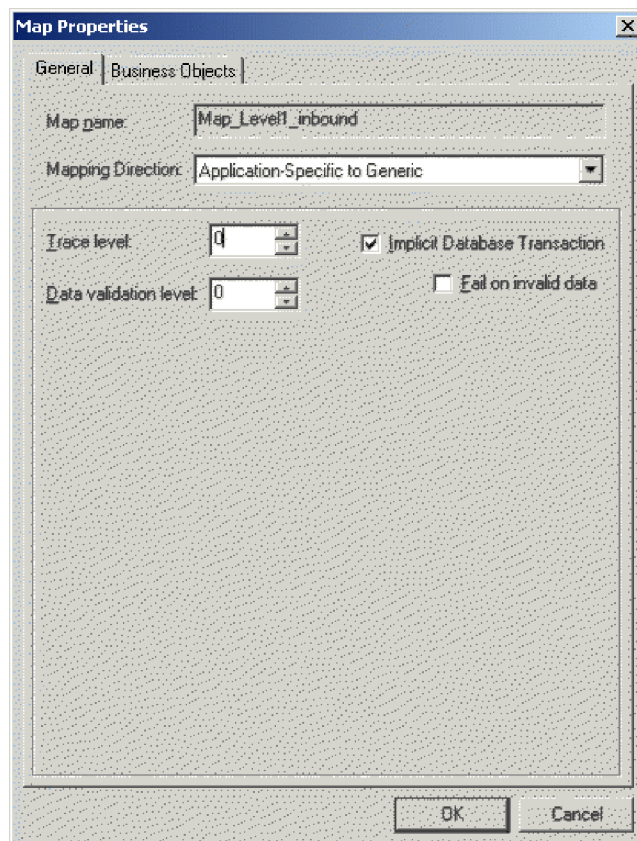 Map Properties
General Business Objects
Map name: Map_Level1_inbound
Mapping Direction: Application-Specific to Generic
Trace level: 0 Implicit Database Transaction
Data validation level: 0 Fail on invalid data
OK Cancel